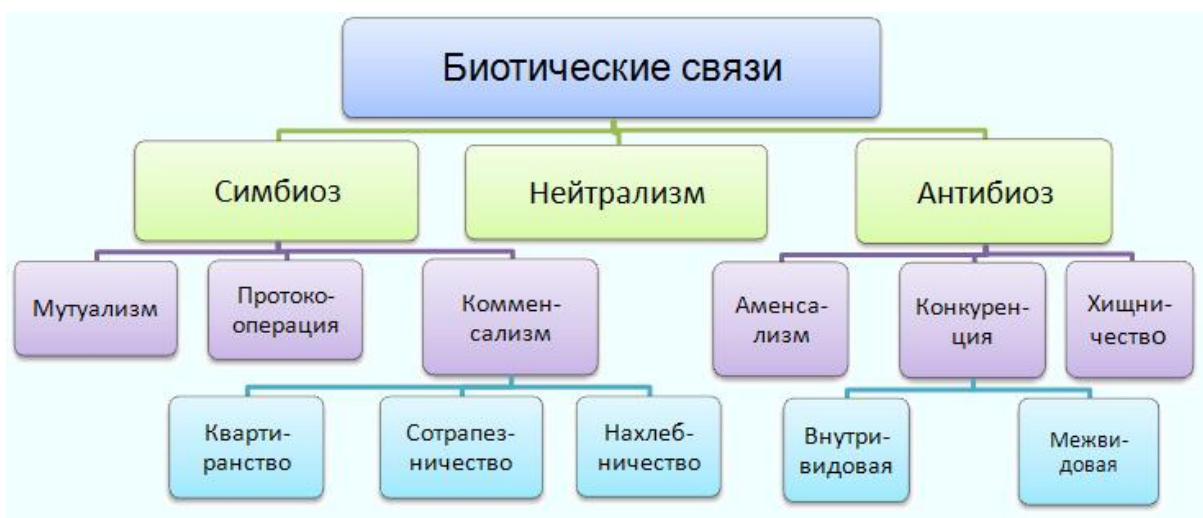 Биотические связи
Симбиоз
Нейтрализм
Антибиоз
Мутуализм
Протоко-
операция
Коммен-
сализм
Аменса-
лизм
Конкурен-
ция
Хищни-
чество
Кварти-
ранство
Сотрапез-
ничество
Нахлеб-
ничество
Внутри-
видовая
Межви-
довая